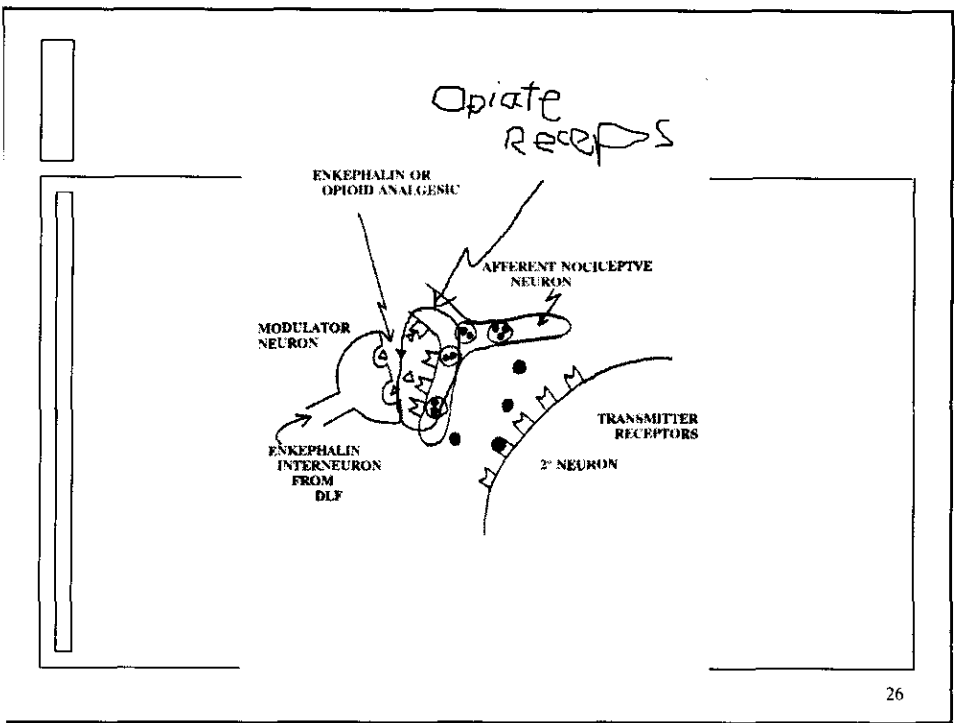 Opiate
Receptos
ENKEPHALIN OR
OPIOID ANALGESIC
AFFERENT NOCICEPTVE
NEURON
MODULATOR
NEURON
TRANSMITTER
RECEPTORS
2° NEURON
ENKEPHALIN
INTERNEURON
FROM
DLF
26